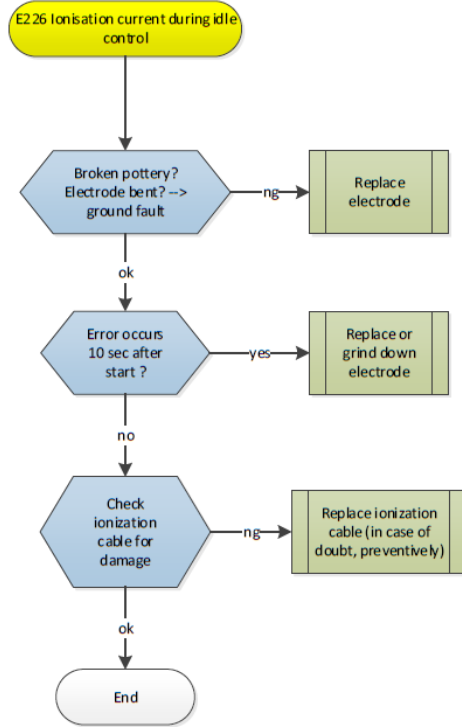 E226 Ionisation current during idle
control
Broken pottery?
Electrode bent? -->
ground fault
ng
Replace
electrode
ok
Error occurs
10 sec after
start ?
yes
Replace or
grind down
electrode
no
Check
ionization
cable for
damage
ng
Replace ionization
cable (in case of
doubt, preventively)
ok
End